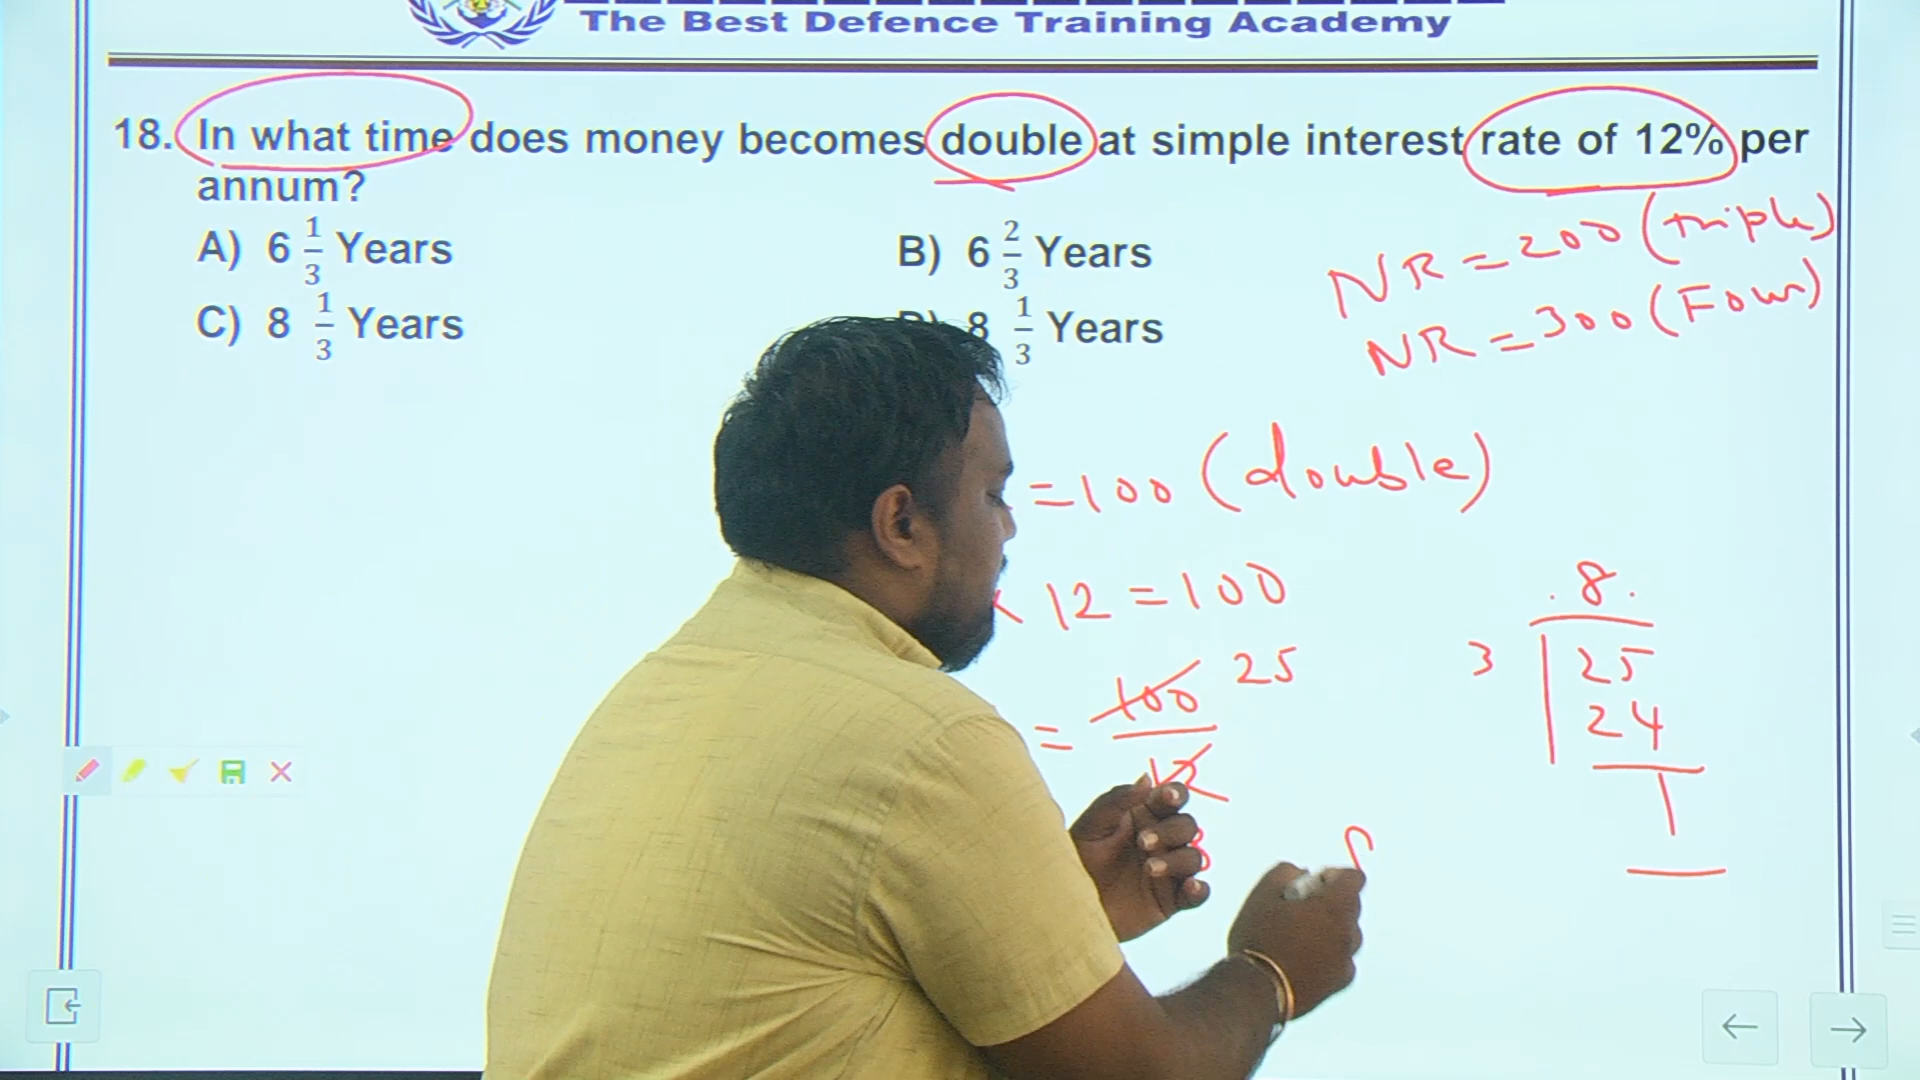 The Best Defence Training Academy
18. In what time does money becomes double at simple interest rate of 12% per
annum?
A) 6 1/3 Years
B) 6 2/3 Years
C) 8 1/3 Years
8 1/3 Years
NR = 200 (triple)
NR = 300 (Four)
= 100 (double)
× 12 = 100
= 100/12 25
3
8
3 25
24
1